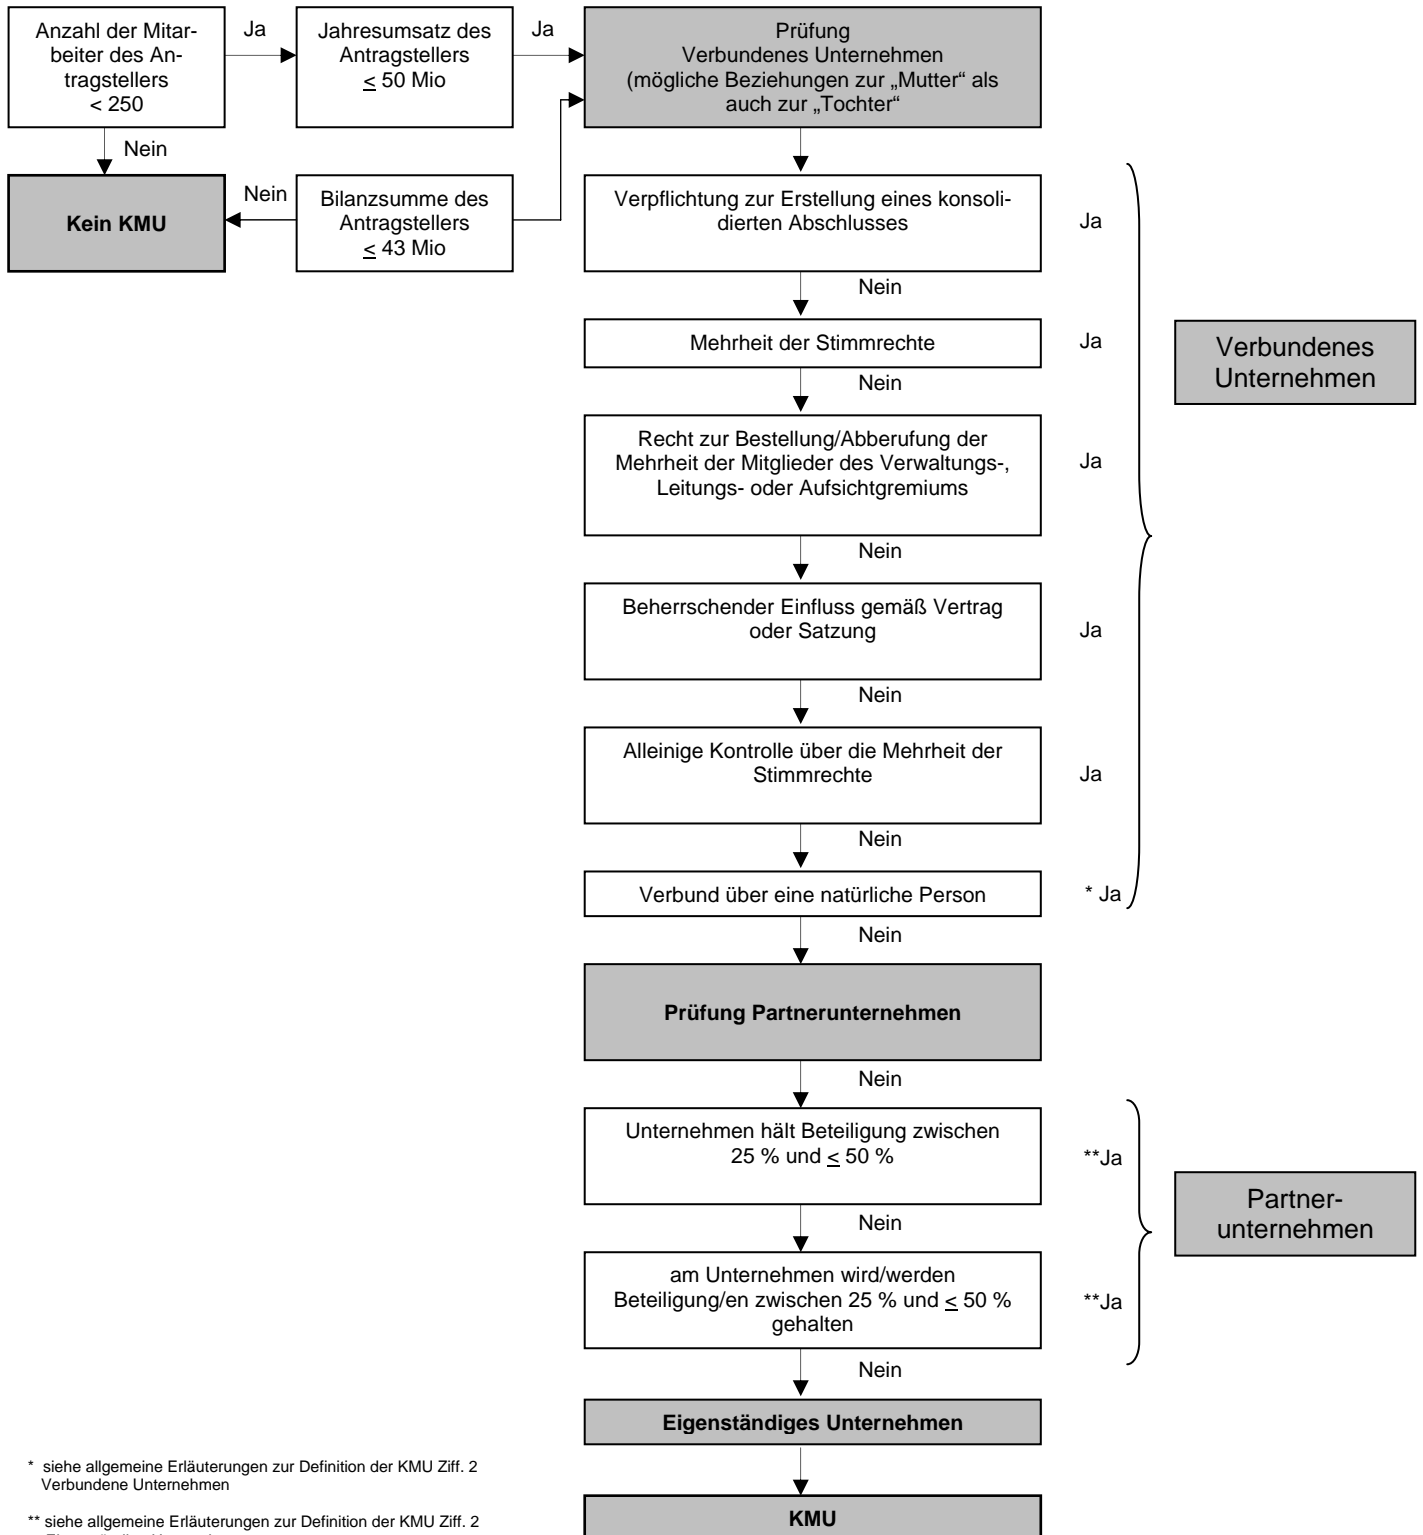 Anzahl der Mitar-
beiter des An-
tragstellers
< 250
Ja
Jahresumsatz des
Antragstellers
≤ 50 Mio
Ja
Prüfung
Verbundenes Unternehmen
(mögliche Beziehungen zur „Mutter“ als
auch zur „Tochter“
Nein
Kein KMU
Nein
Bilanzsumme des
Antragstellers
≤ 43 Mio
Verpflichtung zur Erstellung eines konsoli-
dierten Abschlusses
Ja
Nein
Mehrheit der Stimmrechte
Ja
Verbundenes
Unternehmen
Nein
Recht zur Bestellung/Abberufung der
Mehrheit der Mitglieder des Verwaltungs-,
Leitungs- oder Aufsichtgremiums
Ja
Nein
Beherrschender Einfluss gemäß Vertrag
oder Satzung
Ja
Nein
Alleinige Kontrolle über die Mehrheit der
Stimmrechte
Ja
Nein
Verbund über eine natürliche Person
* Ja
Nein
Prüfung Partnerunternehmen
Nein
Unternehmen hält Beteiligung zwischen
25 % und ≤ 50 %
**Ja
Partner-
unternehmen
Nein
am Unternehmen wird/werden
Beteiligung/en zwischen 25 % und ≤ 50 %
gehalten
**Ja
Nein
Eigenständiges Unternehmen
* siehe allgemeine Erläuterungen zur Definition der KMU Ziff. 2
Verbundene Unternehmen
** siehe allgemeine Erläuterungen zur Definition der KMU Ziff. 2
KMU